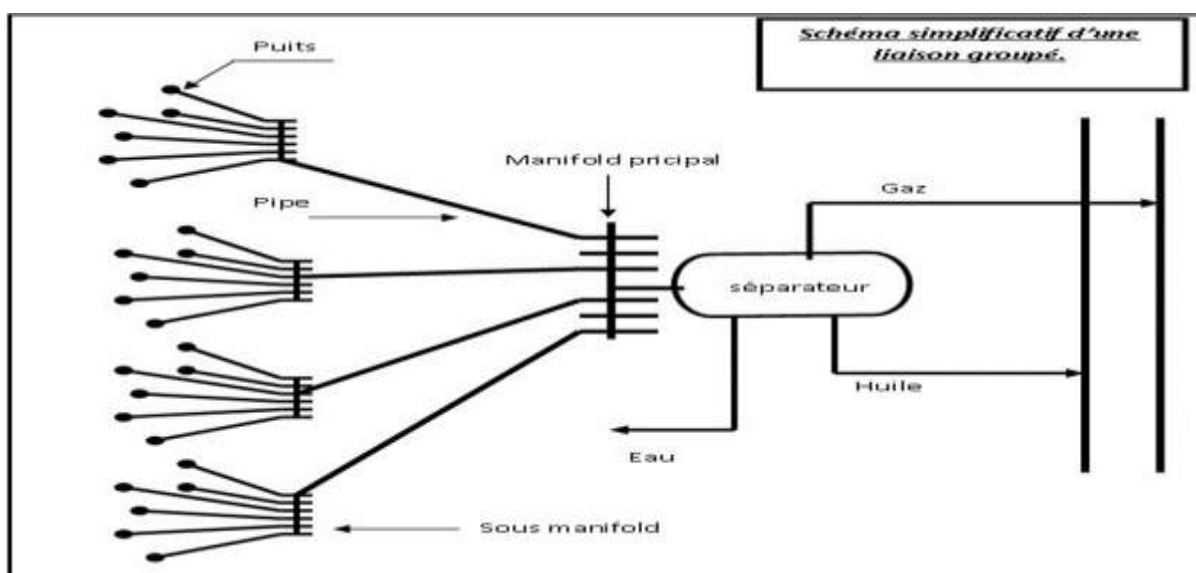 Schéma simplificatif d'une
liaison groupé.
Puits
Manifold pricipal
Gaz
Pipe
séparateur
Huile
Eau
Sous manifold